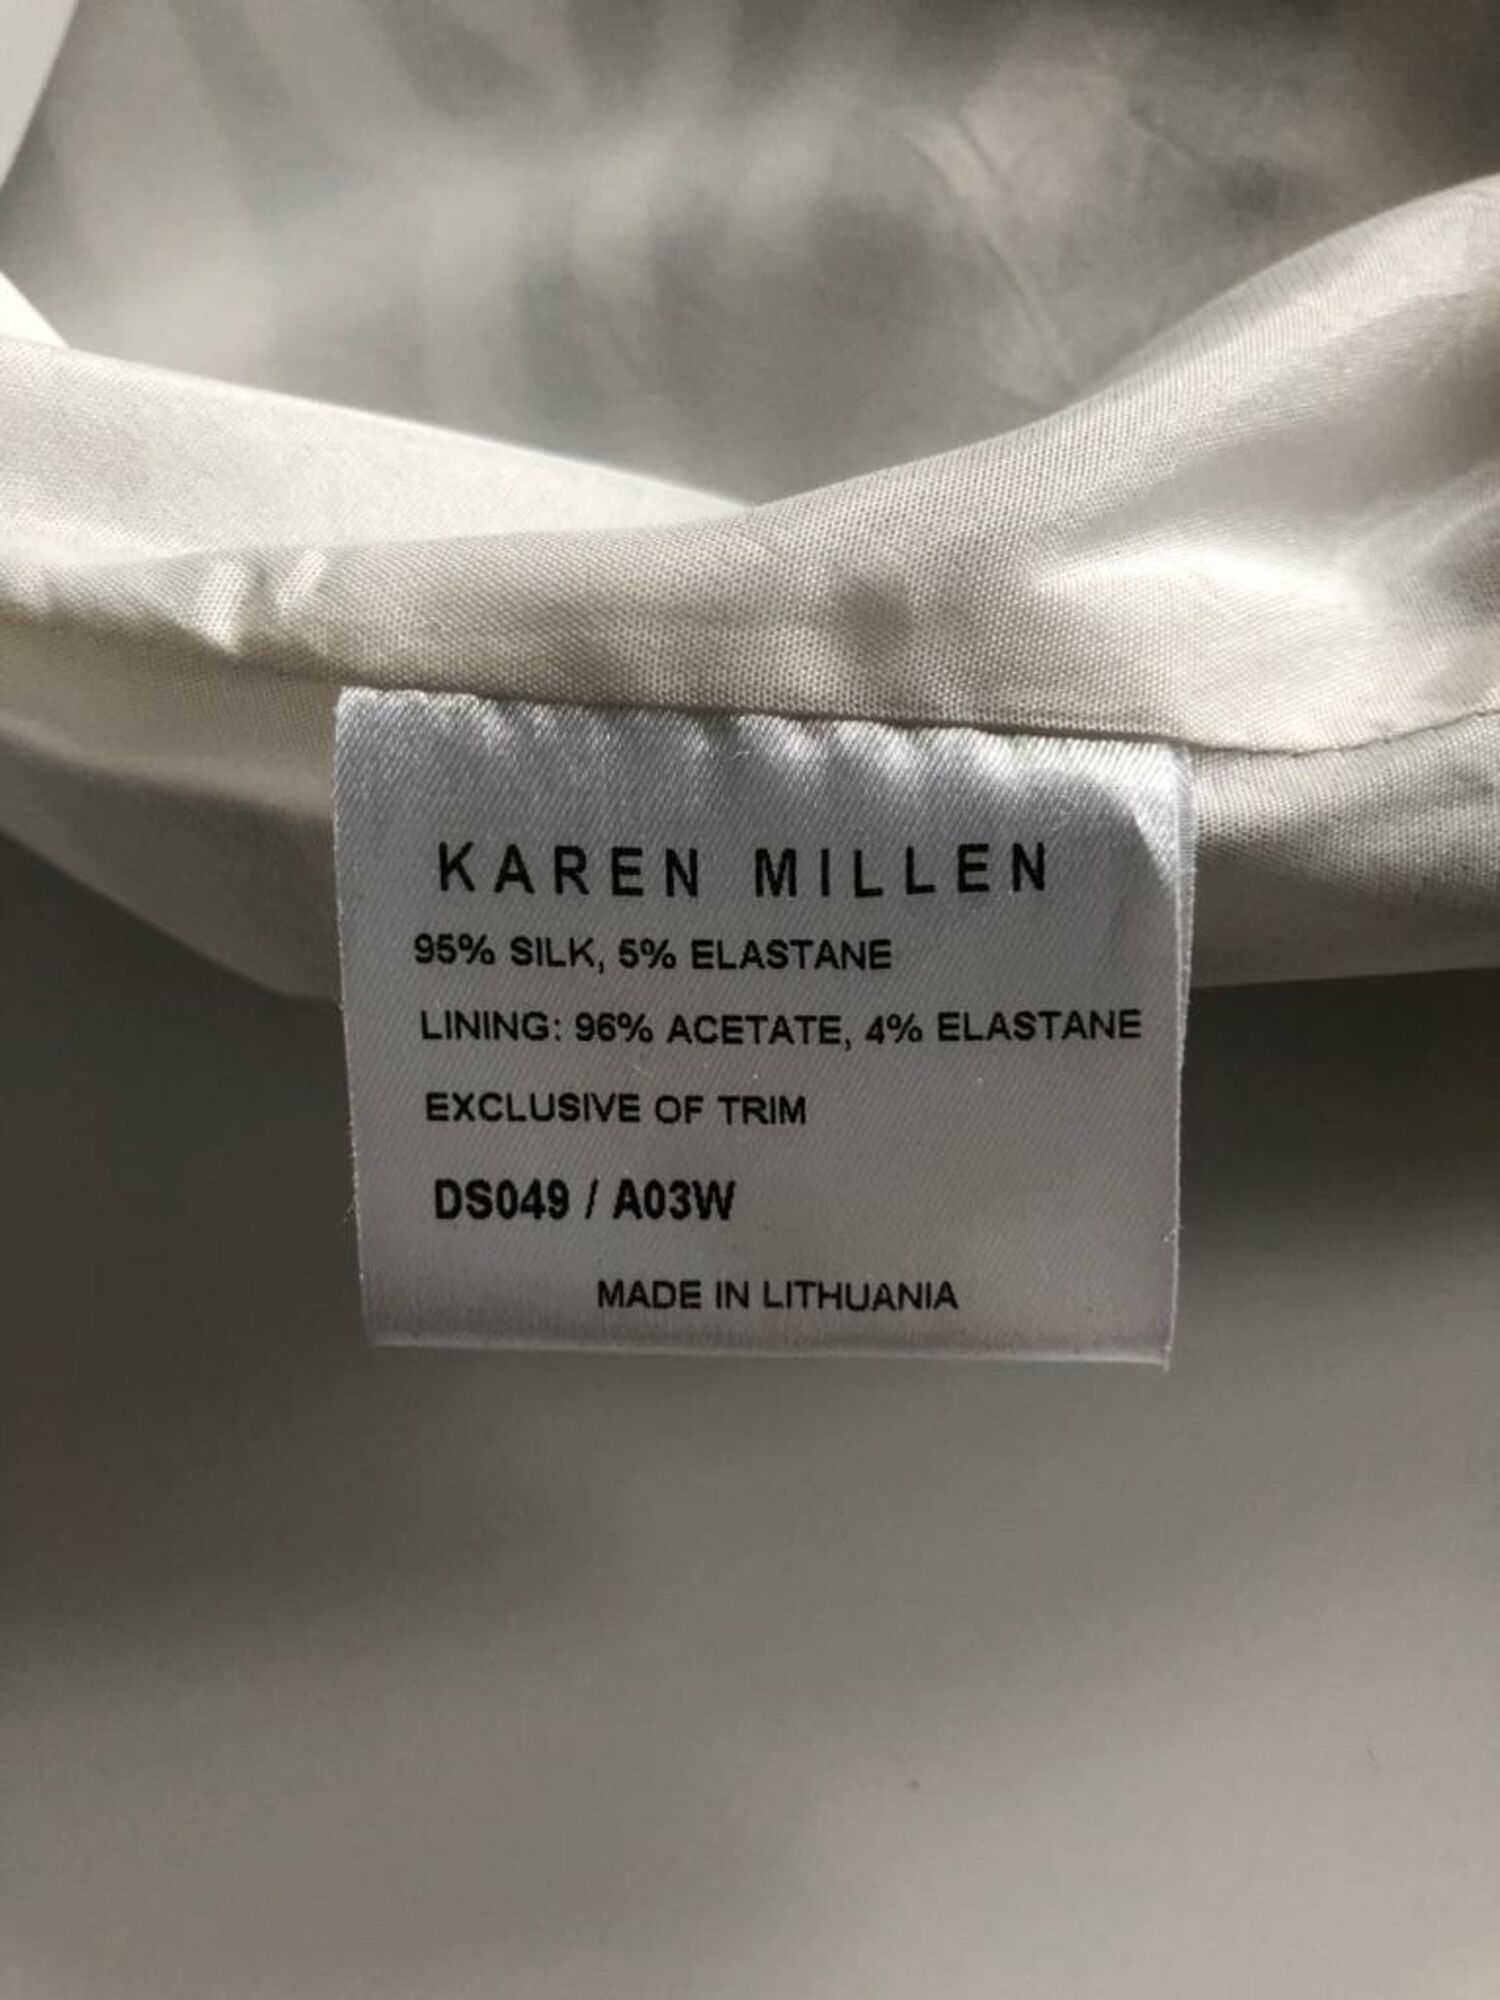 KAREN MILLEN
95% SILK, 5% ELASTANE
LINING: 96% ACETATE, 4% ELASTANE
EXCLUSIVE OF TRIM
DS049 / A03W
MADE IN LITHUANIA